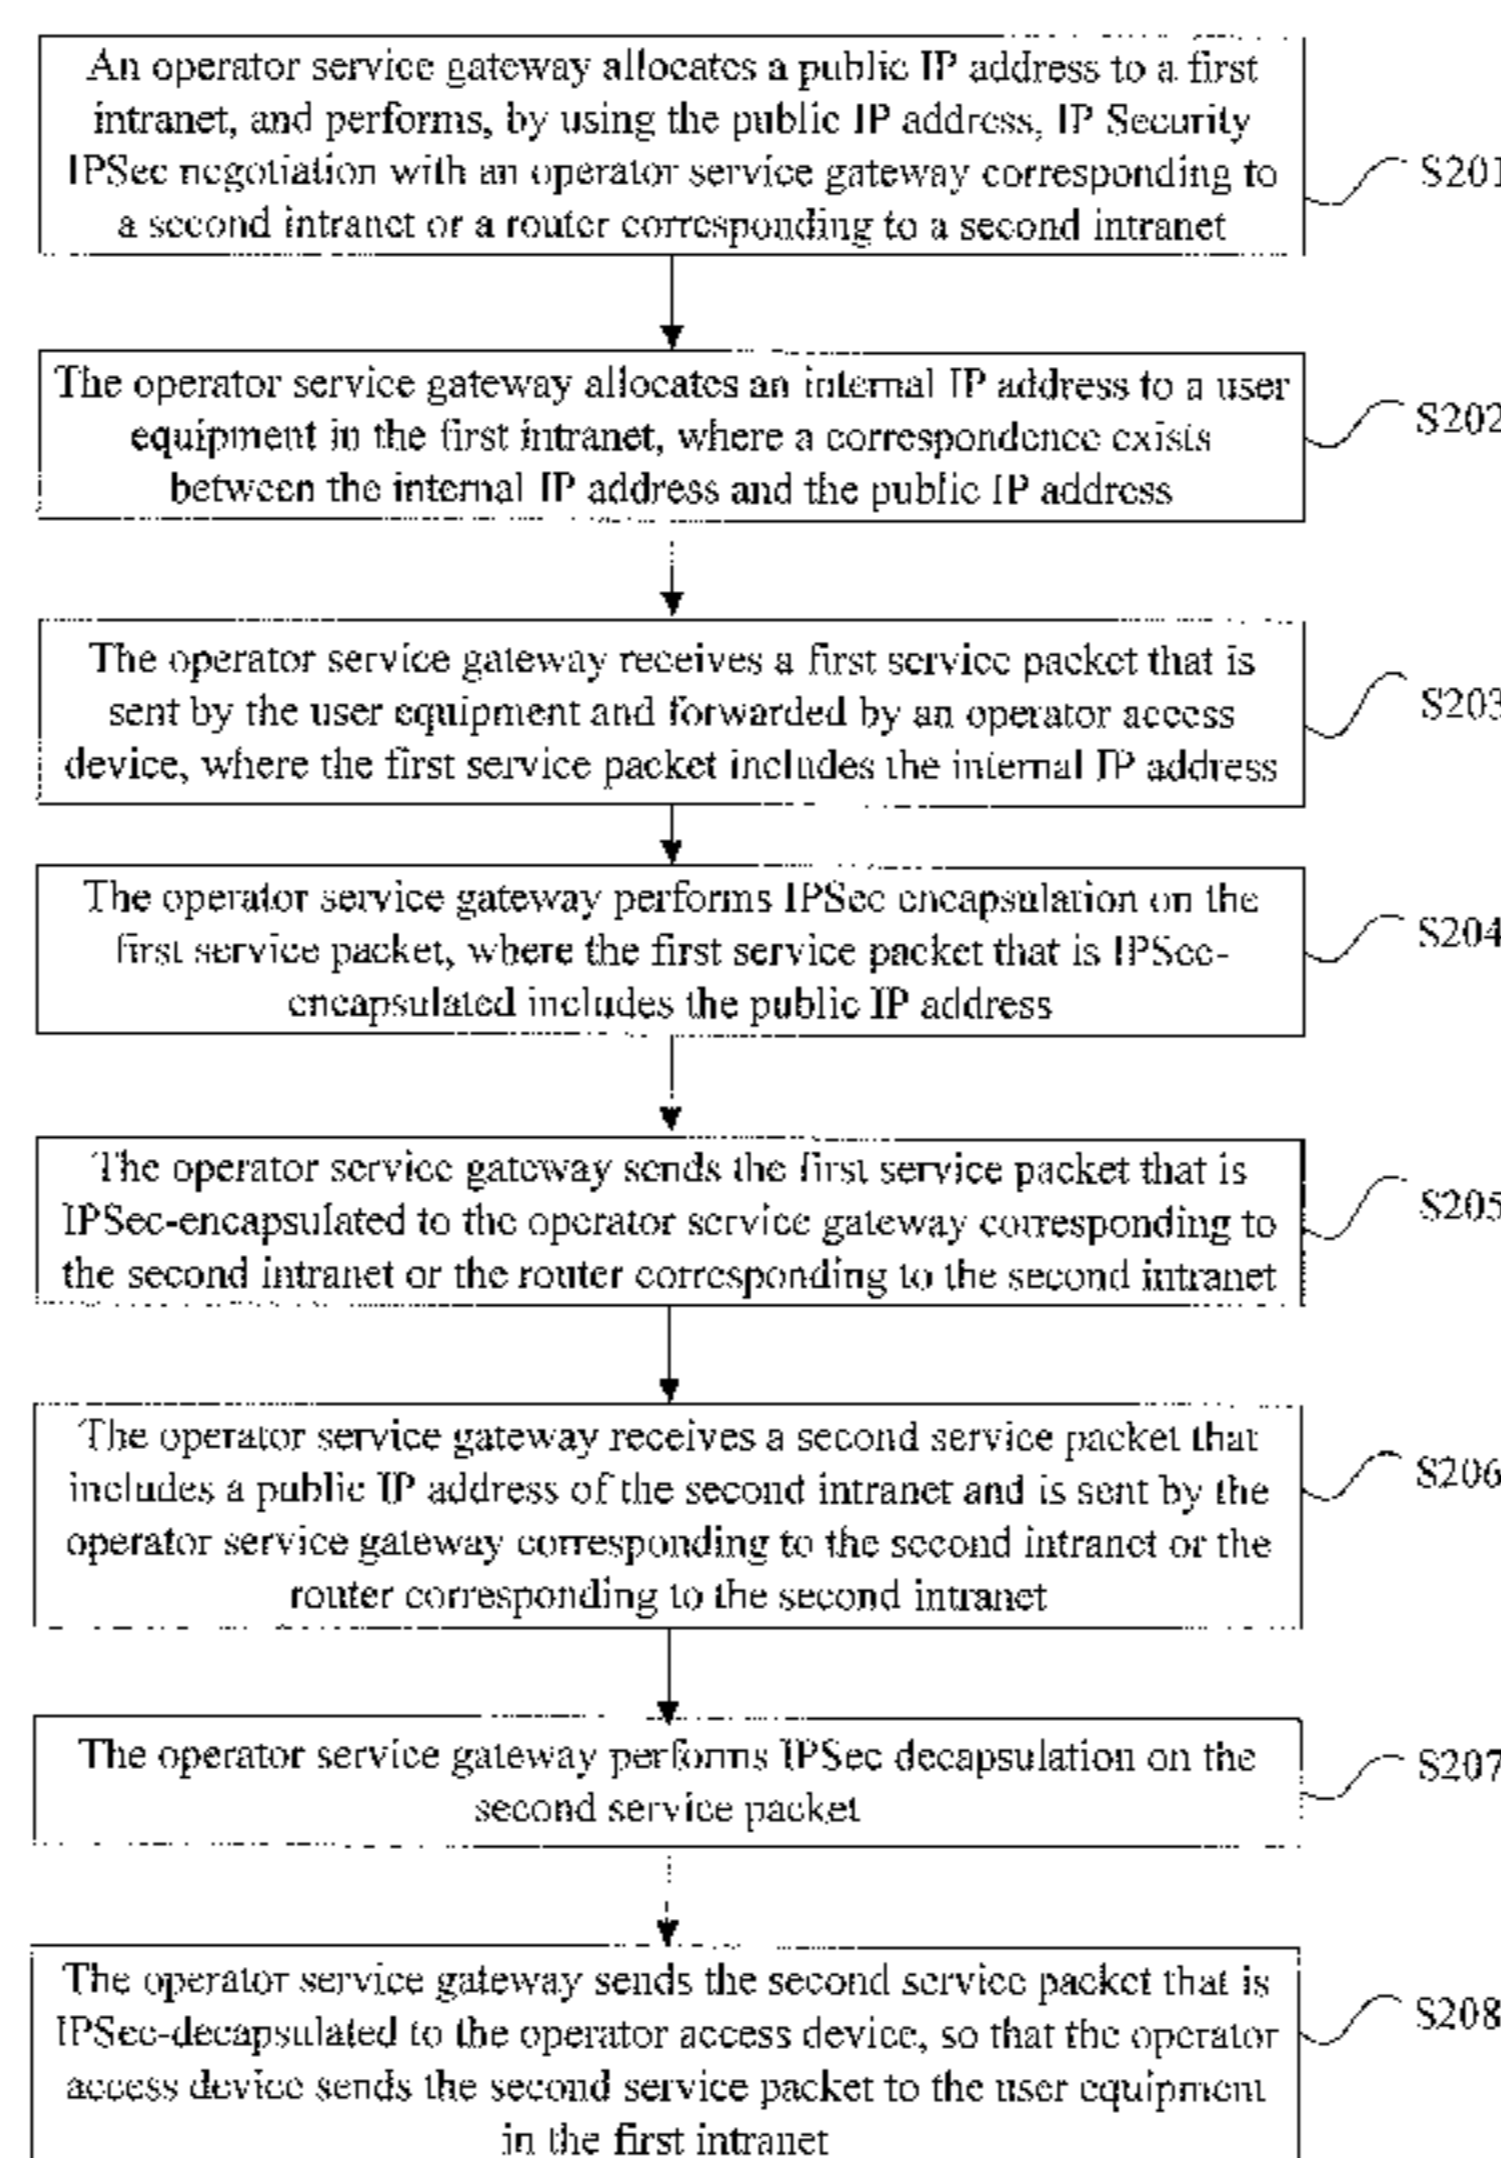 An operator service gateway allocates a public IP address to a first
intranet, and performs, by using the public IP address, IP Security
IPSec negotiation with an operator service gateway corresponding to
a second intranet or a router corresponding to a second intranet
S201
The operator service gateway allocates an internal IP address to a user
equipment in the first intranet, where a correspondence exists
between the internal IP address and the public IP address
S202
The operator service gateway receives a first service packet that is
sent by the user equipment and forwarded by an operator access
device, where the first service packet includes the internal IP address
S203
The operator service gateway performs IPSec encapsulation on the
first service packet, where the first service packet that is IPSec-
encapsulated includes the public IP address
S204
The operator service gateway sends the first service packet that is
IPSec-encapsulated to the operator service gateway corresponding to
the second intranet or the router corresponding to the second intranet
S205
The operator service gateway receives a second service packet that
includes a public IP address of the second intranet and is sent by the
operator service gateway corresponding to the second intranet or the
router corresponding to the second intranet
S206
The operator service gateway performs IPSec decapsulation on the
second service packet
S207
The operator service gateway sends the second service packet that is
IPSec-decapsulated to the operator access device, so that the operator
access device sends the second service packet to the user equipment
in the first intranet
S208